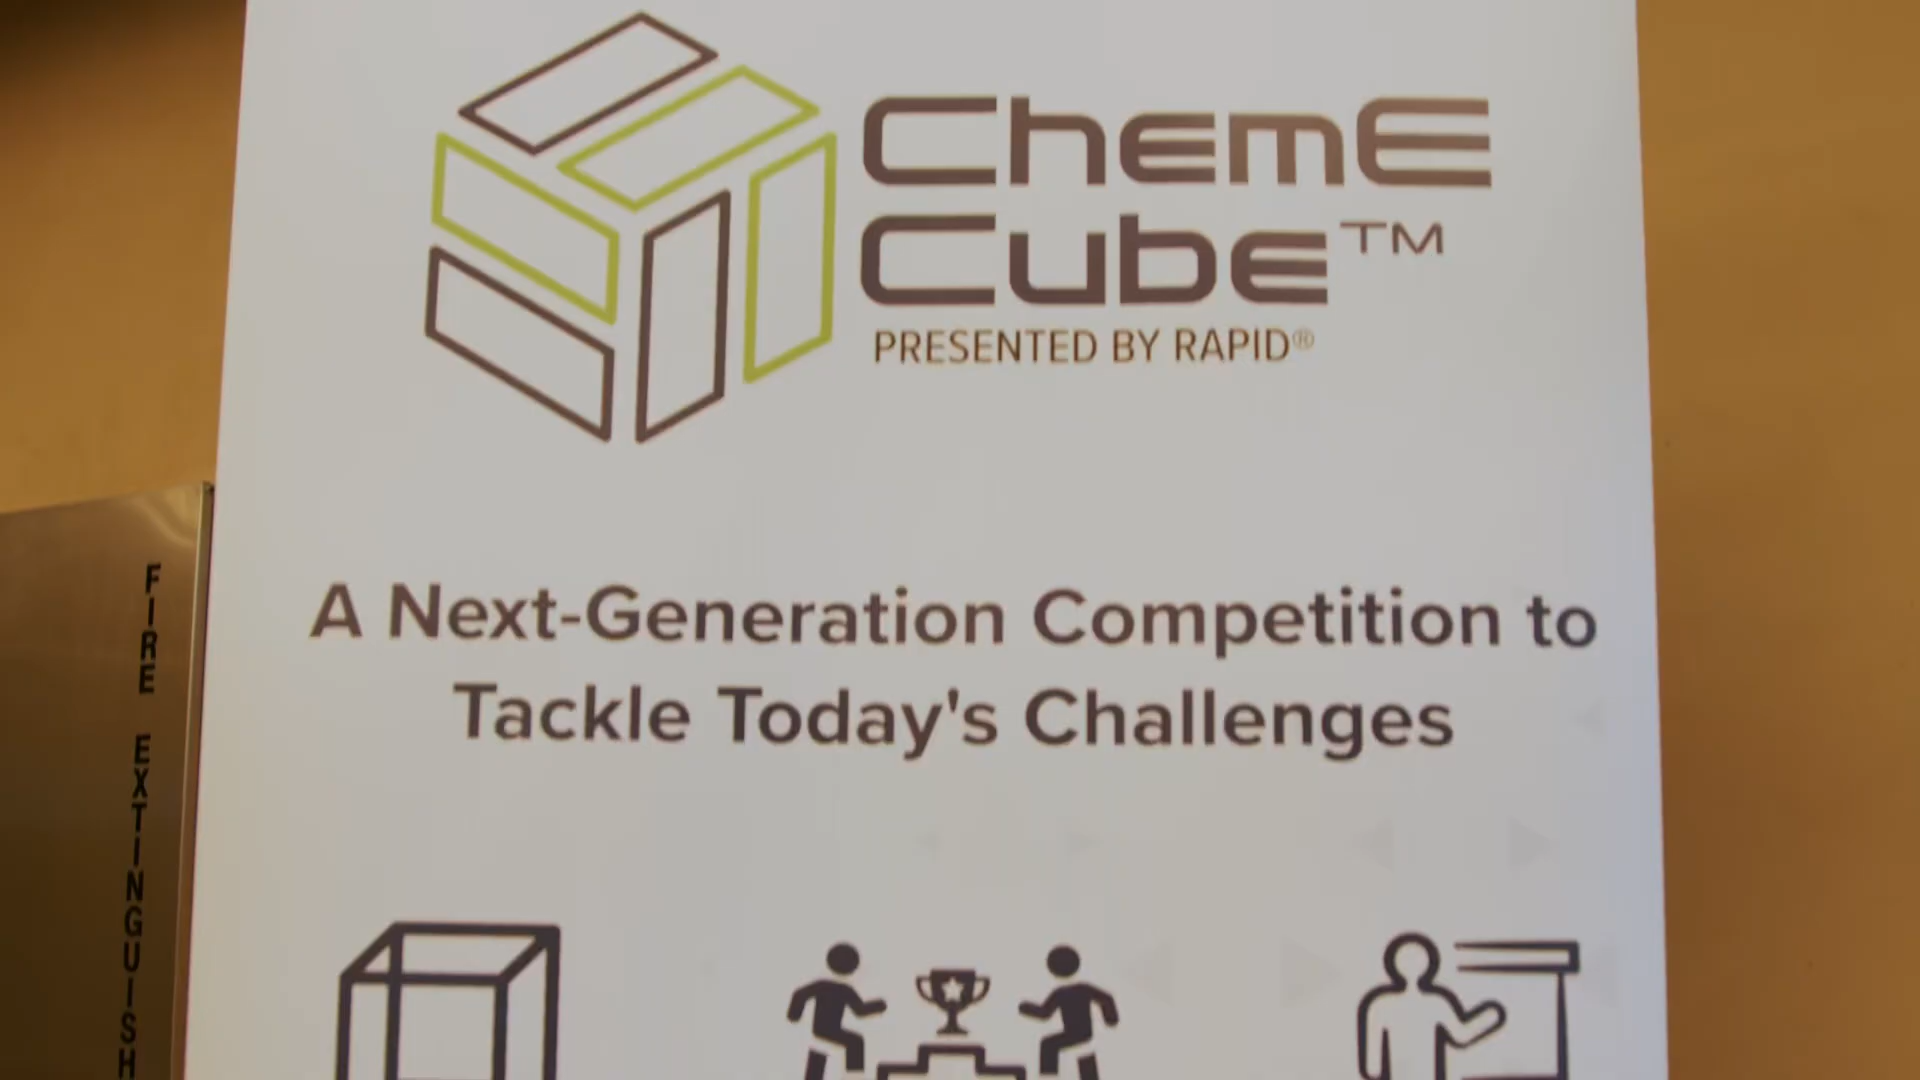 ChemE
Cube™
PRESENTED BY RAPID®
A Next-Generation Competition to
Tackle Today's Challenges
FIRE EXTINGUISH